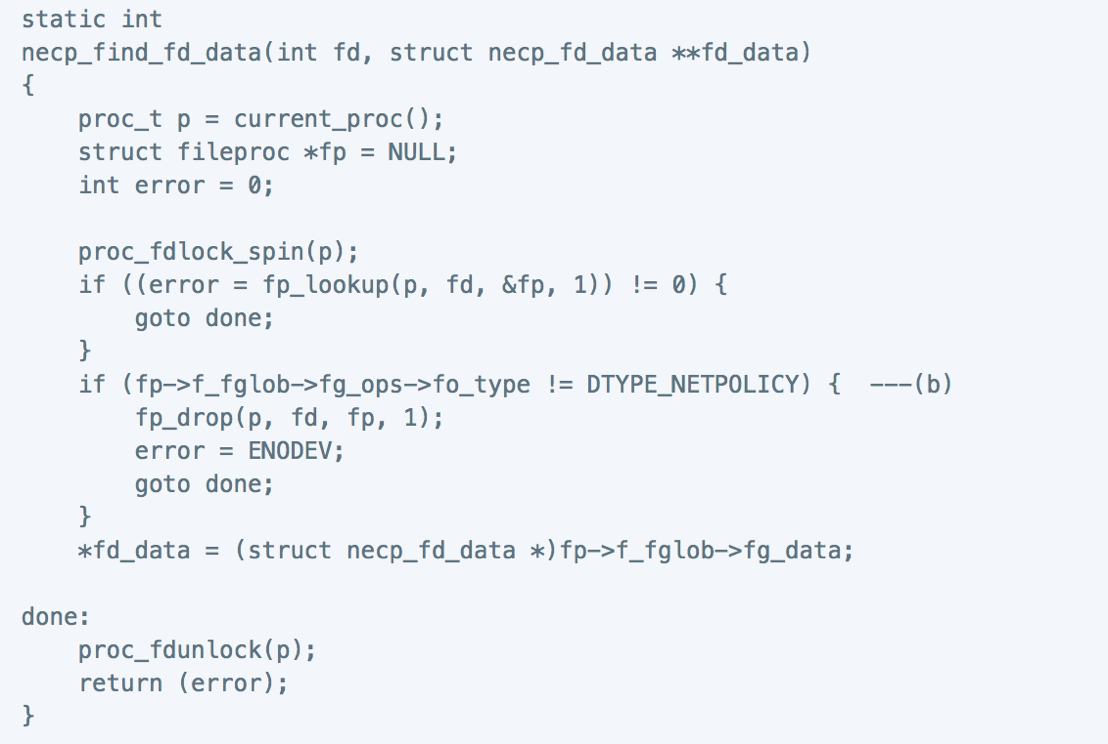 static int
necp_find_fd_data(int fd, struct necp_fd_data **fd_data)
{
    proc_t p = current_proc();
    struct fileproc *fp = NULL;
    int error = 0;

    proc_fdlock_spin(p);
    if ((error = fp_lookup(p, fd, &fp, 1)) != 0) {
        goto done;
    }
    if (fp->f_fglob->fg_ops->fo_type != DTYPE_NETPOLICY) {  ---(b)
        fp_drop(p, fd, fp, 1);
        error = ENODEV;
        goto done;
    }
    *fd_data = (struct necp_fd_data *)fp->f_fglob->fg_data;

done:
    proc_fdunlock(p);
    return (error);
}